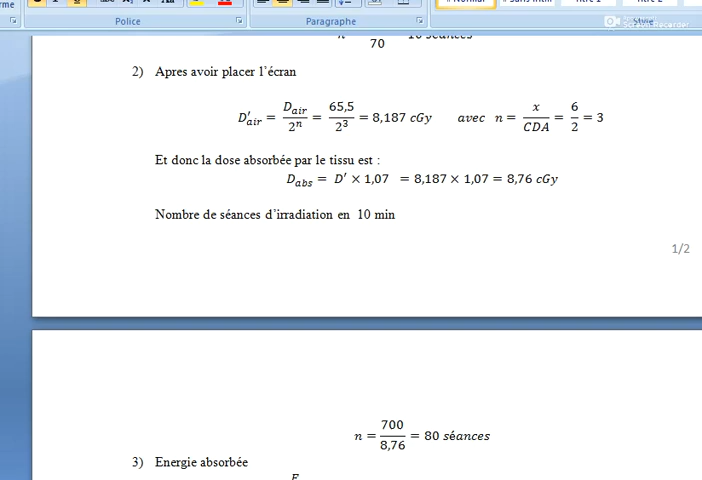 Police Paragraphe Style
Screen Recorder
70
2) Apres avoir placer l'écran
D'air = Dair / 2^n = 65,5 / 2^3 = 8,187 cGy avec n = x / CDA = 6 / 2 = 3
Et donc la dose absorbée par le tissu est :
Dabs = D' × 1,07 = 8,187 × 1,07 = 8,76 cGy
Nombre de séances d'irradiation en 10 min
1/2
n = 700 / 8,76 = 80 séances
3) Energie absorbée